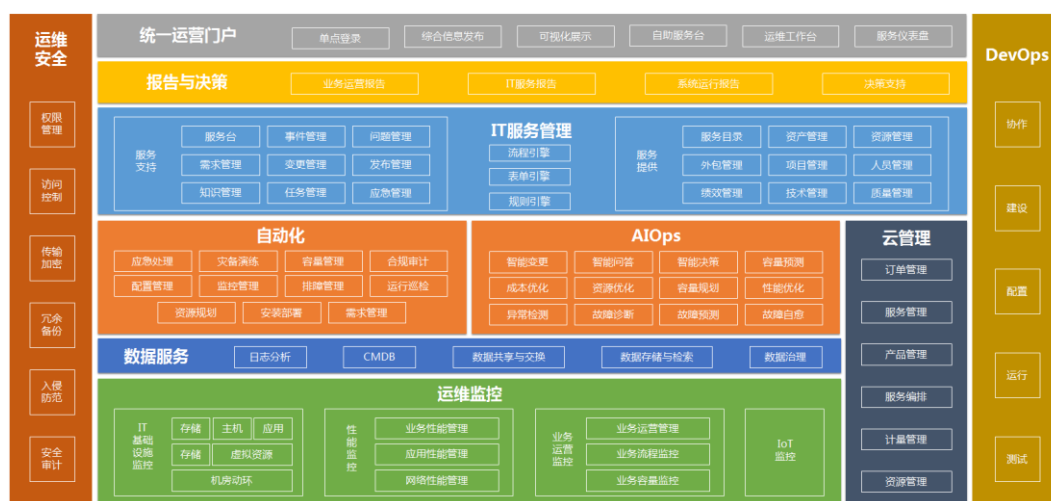 运维
安全
权限
管理
访问
控制
传输
加密
冗余
备份
入侵
防范
安全
审计
统一运营门户
单点登录
综合信息发布
可视化展示
自助服务台
运维工作台
服务仪表盘
报告与决策
业务运营报告
IT服务报告
系统运行报告
决策支持
服务
支持
服务台
事件管理
问题管理
需求管理
变更管理
发布管理
知识管理
任务管理
应急管理
IT服务管理
流程引擎
表单引擎
规则引擎
服务
提供
服务目录
资产管理
资源管理
外包管理
项目管理
人员管理
绩效管理
技术管理
质量管理
自动化
应急处理
灾备演练
容量管理
合规审计
配置管理
监控管理
排障管理
运行巡检
资源规划
安装部署
需求管理
AIOps
智能变更
智能问答
智能决策
容量预测
成本优化
资源优化
容量规划
性能优化
异常检测
故障诊断
故障预测
故障自愈
数据服务
日志分析
CMDB
数据共享与交换
数据存储与检索
数据治理
运维监控
IT
基础
设施
监控
存储
主机
应用
存储
虚拟资源
机房动环
性
能
监
控
业务性能管理
应用性能管理
网络性能管理
业务
运营
监控
业务运营管理
业务流程监控
业务容量监控
IoT
监控
云管理
订单管理
服务管理
产品管理
服务编排
计量管理
资源管理
DevOps
协作
建设
配置
运行
测试